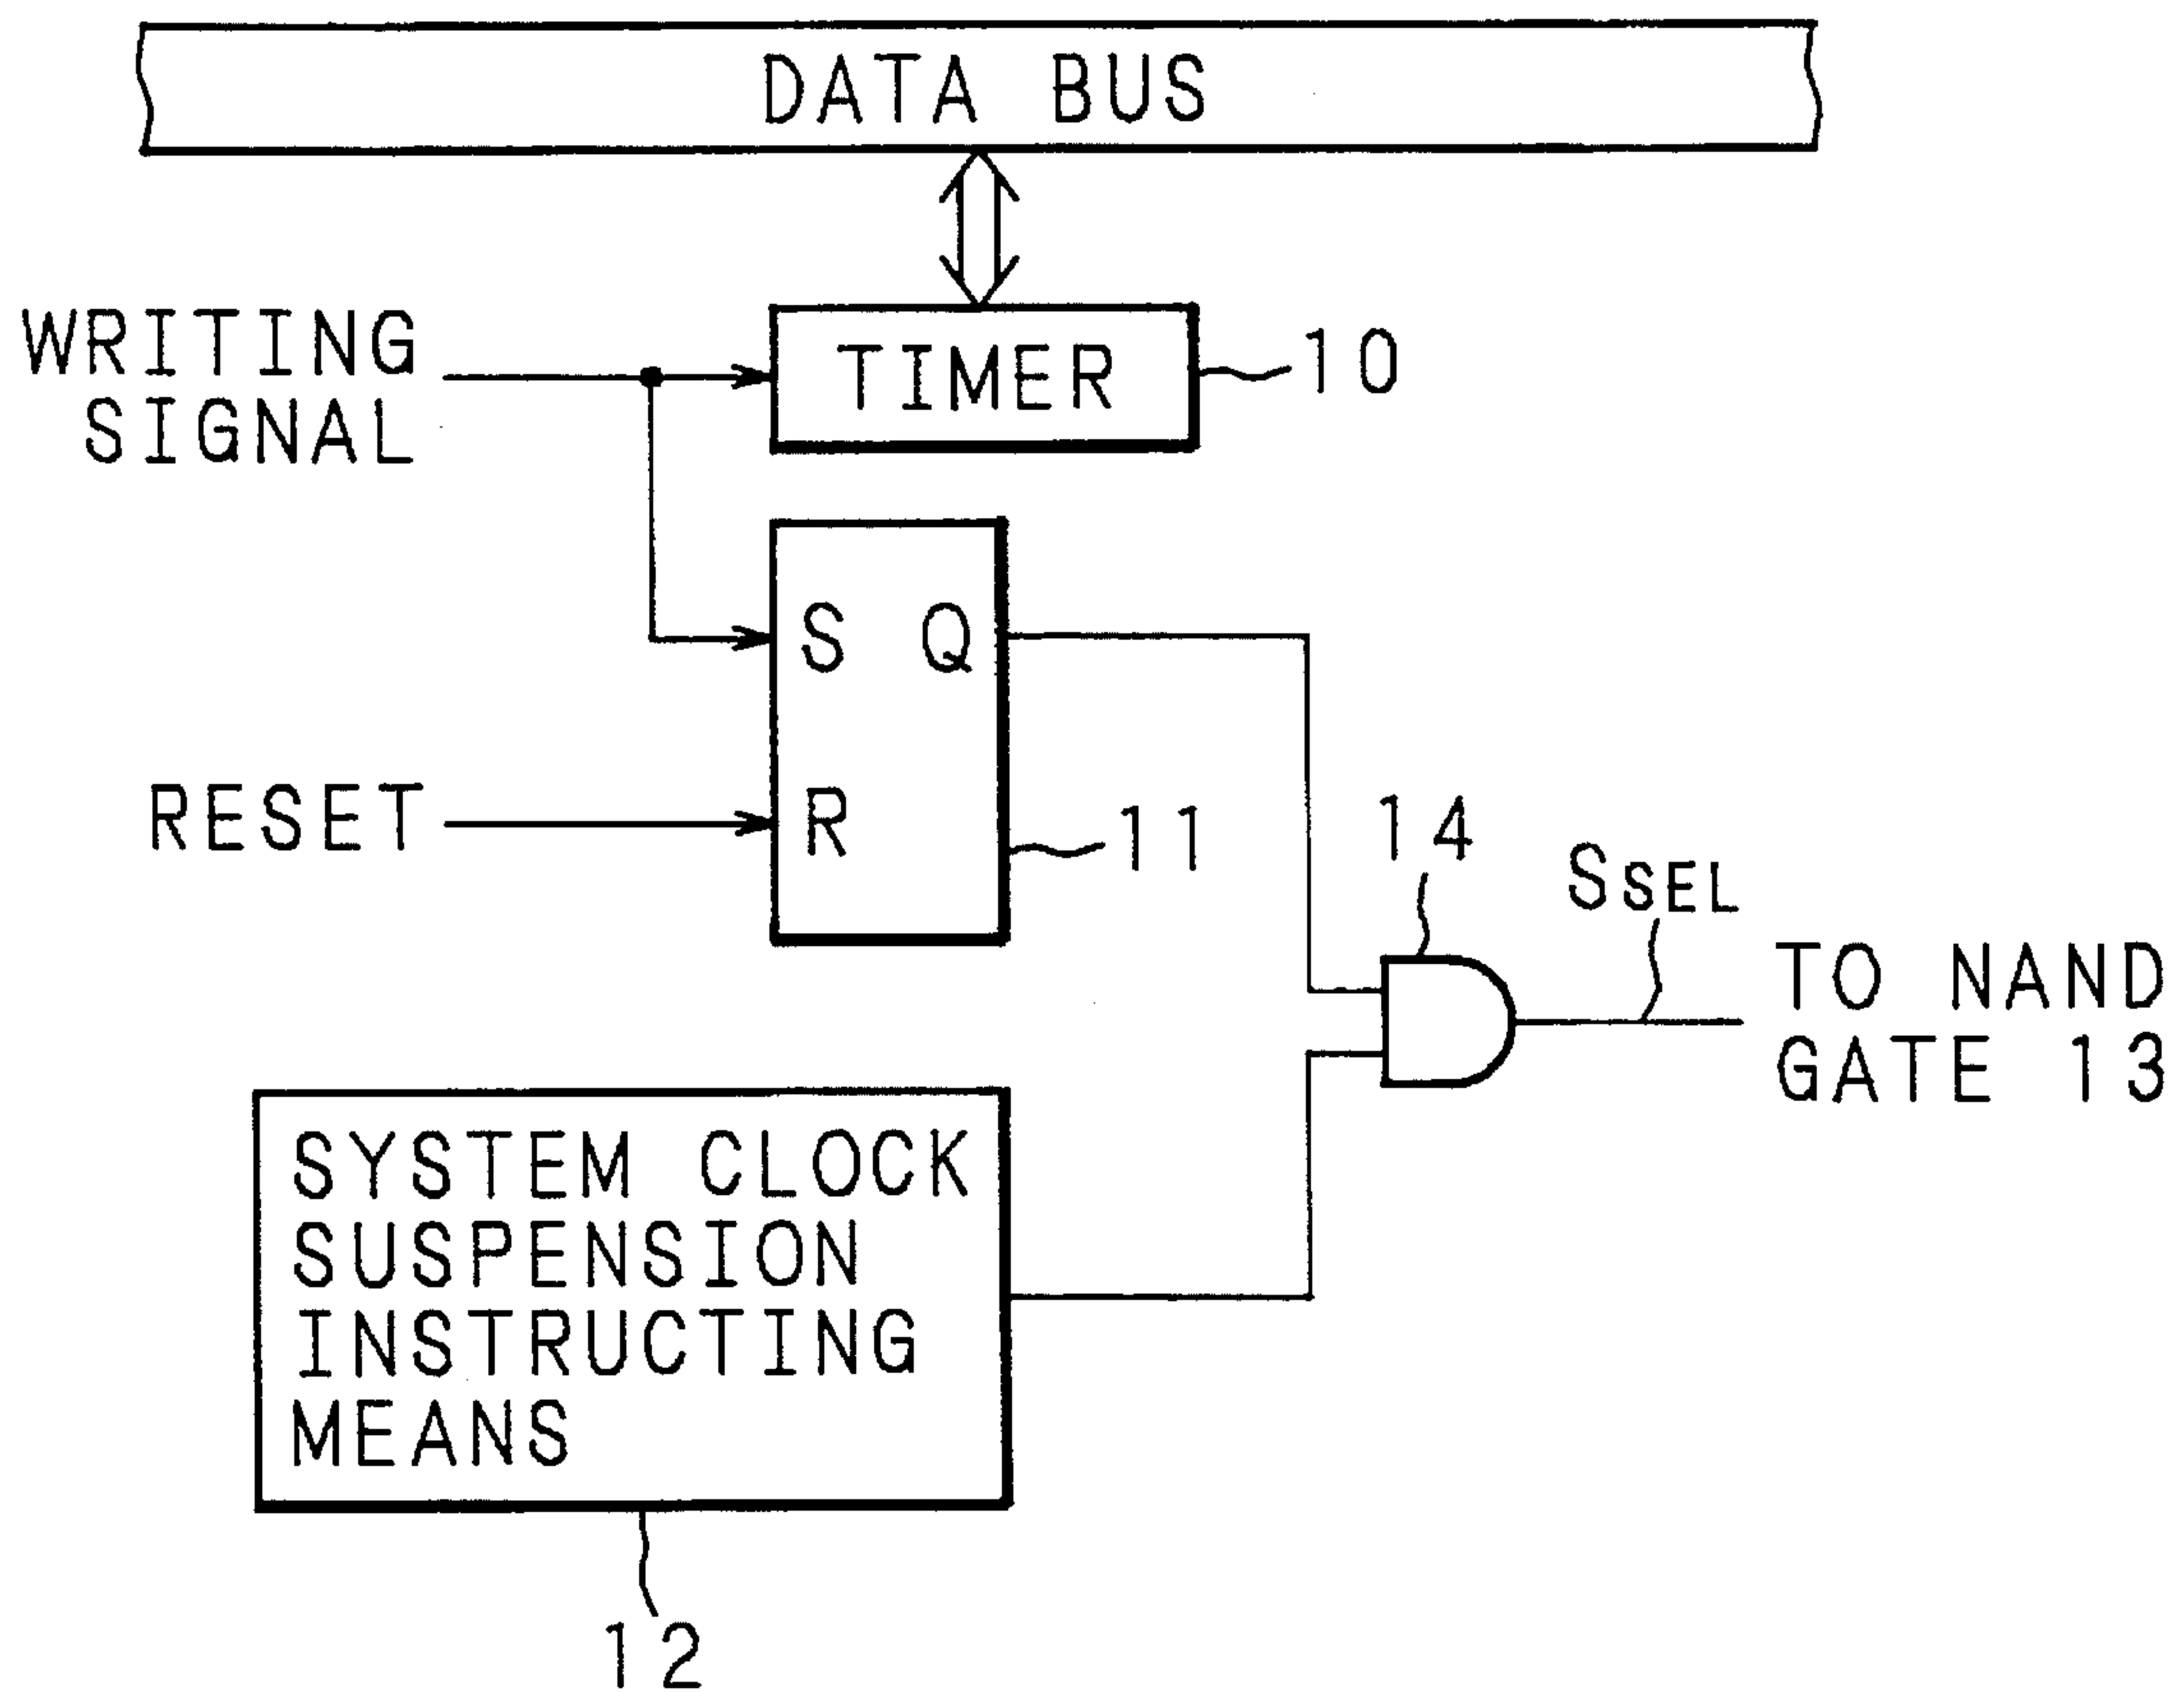 DATA BUS
WRITING
SIGNAL
TIMER
10
S Q
RESET
R
11
14
SSEL
TO NAND
GATE 13
SYSTEM CLOCK
SUSPENSION
INSTRUCTING
MEANS
12